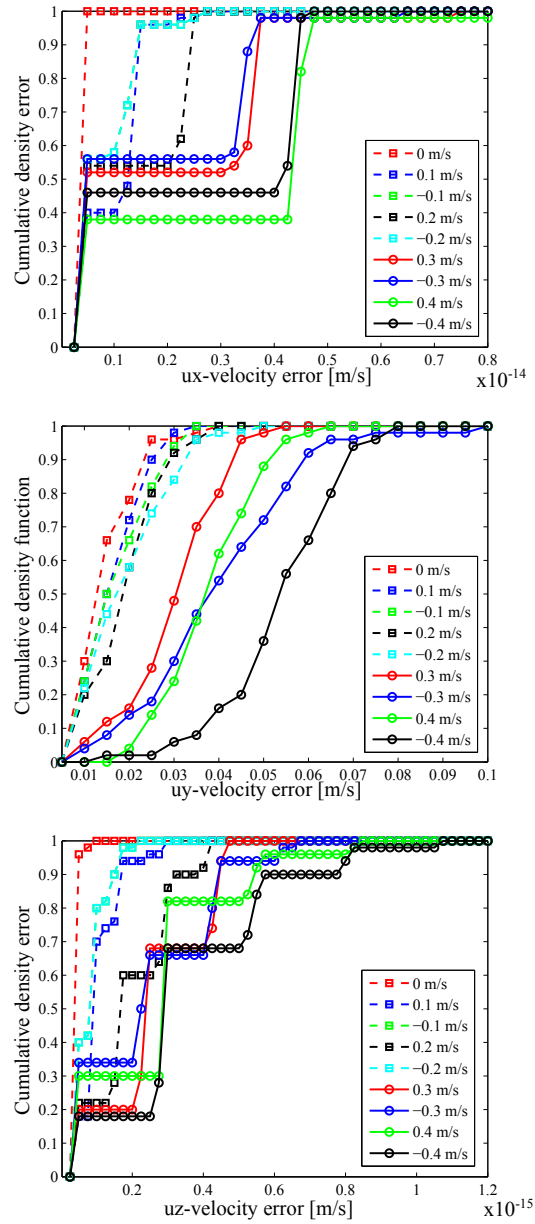 1
0.9
0.8
0.7
0.6
0.5
0.4
0.3
0.2
0.1
0
Cumulative density error
0 m/s
0.1 m/s
−0.1 m/s
0.2 m/s
−0.2 m/s
0.3 m/s
−0.3 m/s
0.4 m/s
−0.4 m/s
0.1 0.2 0.3 0.4 0.5 0.6 0.7 0.8
ux-velocity error [m/s]
x10⁻¹⁴
1
0.9
0.8
0.7
0.6
0.5
0.4
0.3
0.2
0.1
0
Cumulative density function
0 m/s
0.1 m/s
−0.1 m/s
0.2 m/s
−0.2 m/s
0.3 m/s
−0.3 m/s
0.4 m/s
−0.4 m/s
0.01 0.02 0.03 0.04 0.05 0.06 0.07 0.08 0.09 0.1
uy-velocity error [m/s]
1
0.9
0.8
0.7
0.6
0.5
0.4
0.3
0.2
0.1
0
Cumulative density error
0 m/s
0.1 m/s
−0.1 m/s
0.2 m/s
−0.2 m/s
0.3 m/s
−0.3 m/s
0.4 m/s
−0.4 m/s
0.2 0.4 0.6 0.8 1 1.2
uz-velocity error [m/s]
x10⁻¹⁵